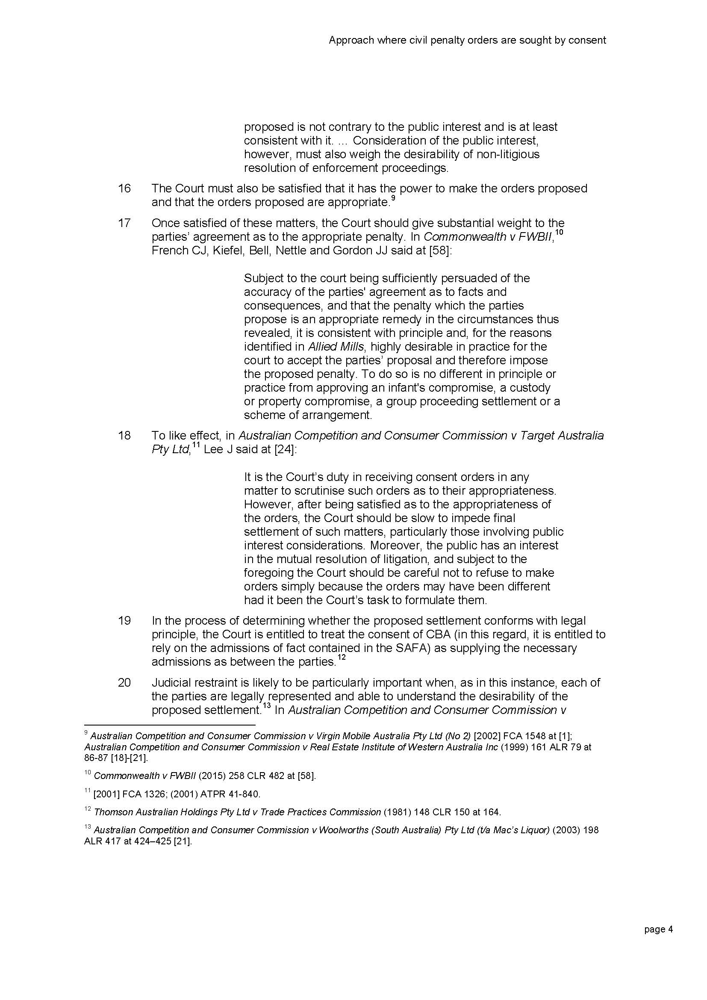 Approach where civil penalty orders are sought by consent
proposed is not contrary to the public interest and is at least
consistent with it. ... Consideration of the public interest,
however, must also weigh the desirability of non-litigious
resolution of enforcement proceedings.
16 The Court must also be satisfied that it has the power to make the orders proposed
and that the orders proposed are appropriate.9
17 Once satisfied of these matters, the Court should give substantial weight to the
parties’ agreement as to the appropriate penalty. In Commonwealth v FWBII,10
French CJ, Kiefel, Bell, Nettle and Gordon JJ said at [58]:
Subject to the court being sufficiently persuaded of the
accuracy of the parties' agreement as to facts and
consequences, and that the penalty which the parties
propose is an appropriate remedy in the circumstances thus
revealed, it is consistent with principle and, for the reasons
identified in Allied Mills, highly desirable in practice for the
court to accept the parties’ proposal and therefore impose
the proposed penalty. To do so is no different in principle or
practice from approving an infant's compromise, a custody
or property compromise, a group proceeding settlement or a
scheme of arrangement.
18 To like effect, in Australian Competition and Consumer Commission v Target Australia
Pty Ltd,11 Lee J said at [24]:
It is the Court’s duty in receiving consent orders in any
matter to scrutinise such orders as to their appropriateness.
However, after being satisfied as to the appropriateness of
the orders, the Court should be slow to impede final
settlement of such matters, particularly those involving public
interest considerations. Moreover, the public has an interest
in the mutual resolution of litigation, and subject to the
foregoing the Court should be careful not to refuse to make
orders simply because the orders may have been different
had it been the Court’s task to formulate them.
19 In the process of determining whether the proposed settlement conforms with legal
principle, the Court is entitled to treat the consent of CBA (in this regard, it is entitled to
rely on the admissions of fact contained in the SAFA) as supplying the necessary
admissions as between the parties.12
20 Judicial restraint is likely to be particularly important when, as in this instance, each of
the parties are legally represented and able to understand the desirability of the
proposed settlement.13 In Australian Competition and Consumer Commission v
9 Australian Competition and Consumer Commission v Virgin Mobile Australia Pty Ltd (No 2) [2002] FCA 1548 at [1];
Australian Competition and Consumer Commission v Real Estate Institute of Western Australia Inc (1999) 161 ALR 79 at
86-87 [18]-[21].
10 Commonwealth v FWBII (2015) 258 CLR 482 at [58].
11 [2001] FCA 1326; (2001) ATPR 41-840.
12 Thomson Australian Holdings Pty Ltd v Trade Practices Commission (1981) 148 CLR 150 at 164.
13 Australian Competition and Consumer Commission v Woolworths (South Australia) Pty Ltd (t/a Mac’s Liquor) (2003) 198
ALR 417 at 424–425 [21].
page 4